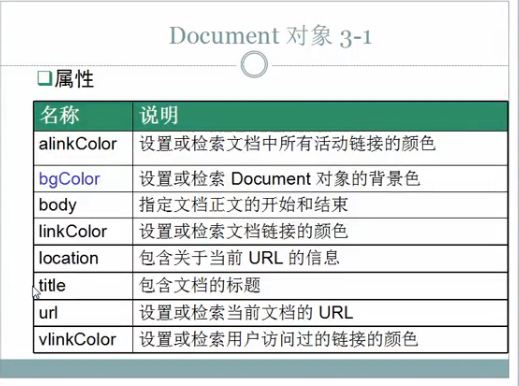 Document 对象 3-1
属性
名称 说明
alinkColor 设置或检索文档中所有活动链接的颜色
bgColor 设置或检索 Document 对象的背景色
body 指定文档正文的开始和结束
linkColor 设置或检索文档链接的颜色
location 包含关于当前 URL 的信息
title 包含文档的标题
url 设置或检索当前文档的 URL
vlinkColor 设置或检索用户访问过的链接的颜色